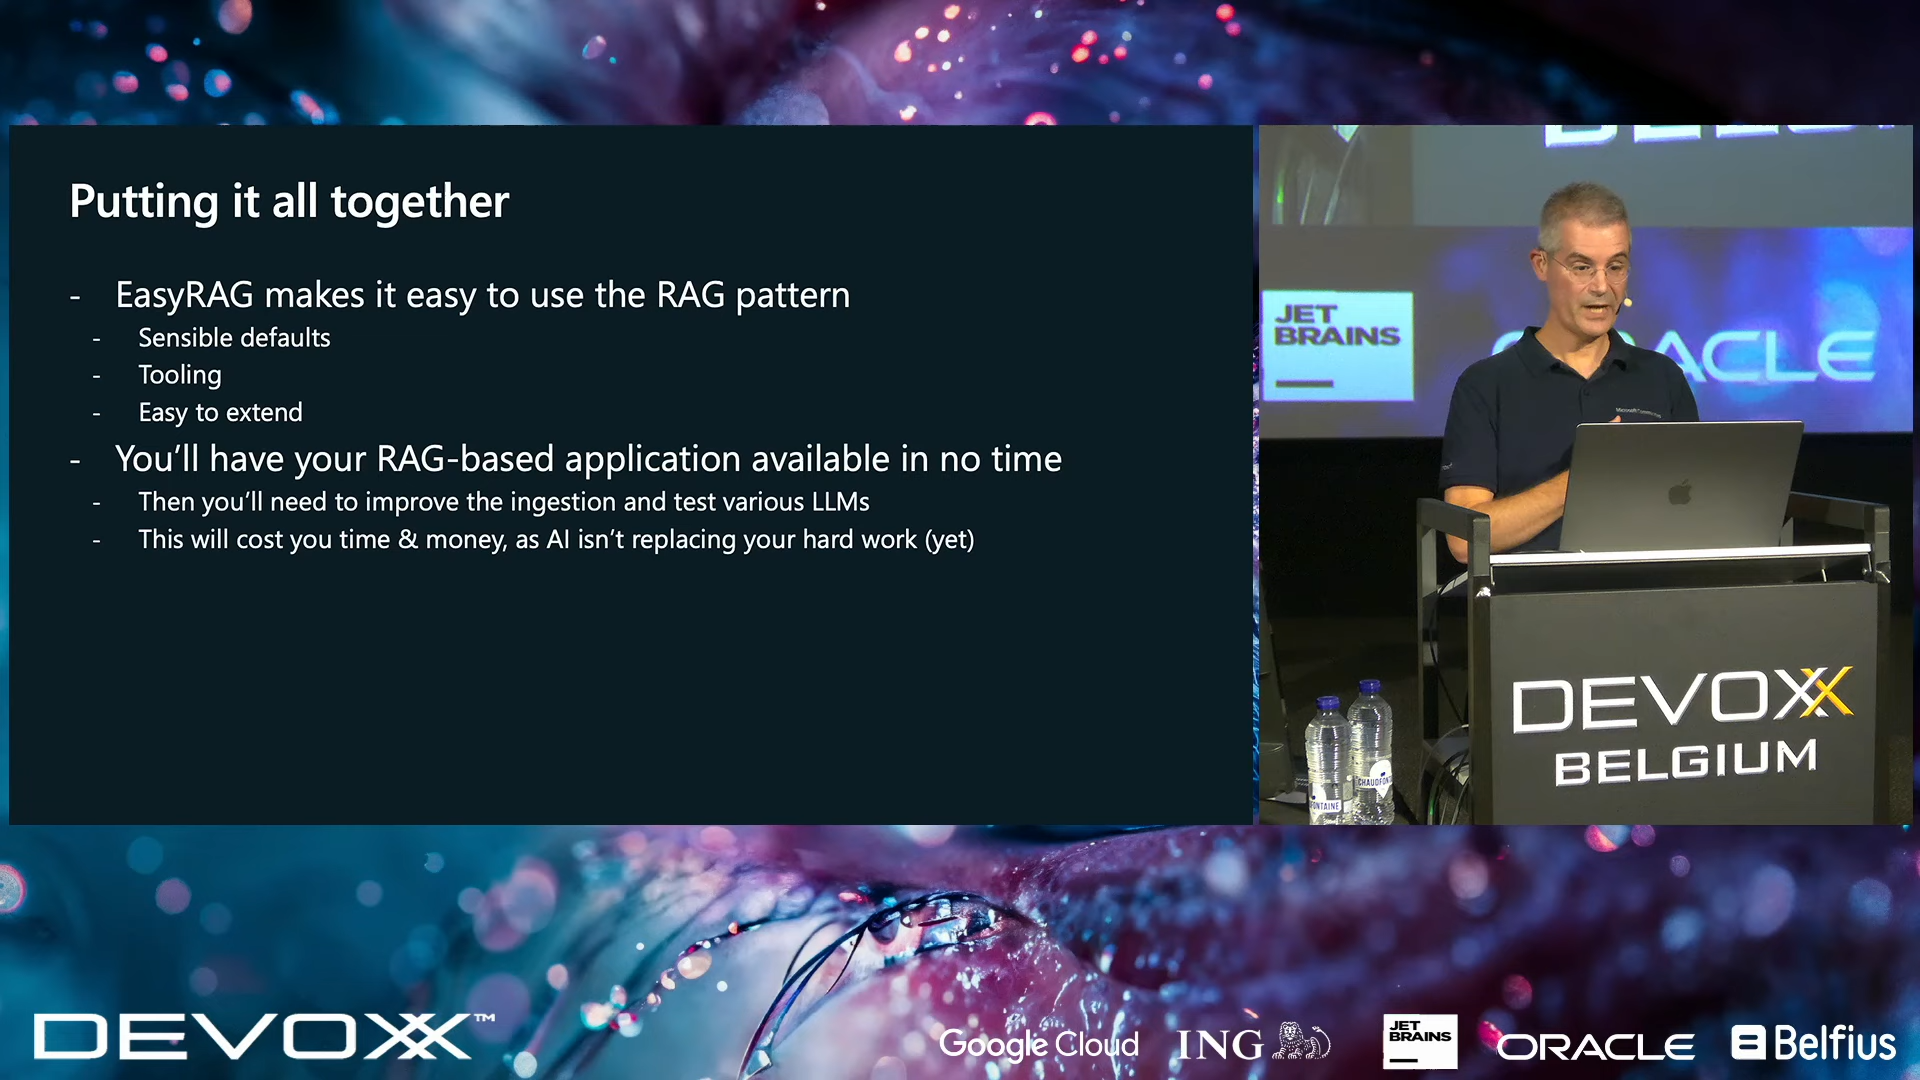 Putting it all together
- EasyRAG makes it easy to use the RAG pattern
- Sensible defaults
- Tooling
- Easy to extend
- You'll have your RAG-based application available in no time
- Then you'll need to improve the ingestion and test various LLMs
- This will cost you time & money, as AI isn't replacing your hard work (yet)
JET
BRAINS
ORACLE
DEVOXX
BELGIUM
CHAUDFONT
FONTAINE
DEVOXX™
Google Cloud
ING
JET
BRAINS
ORACLE
Belfius